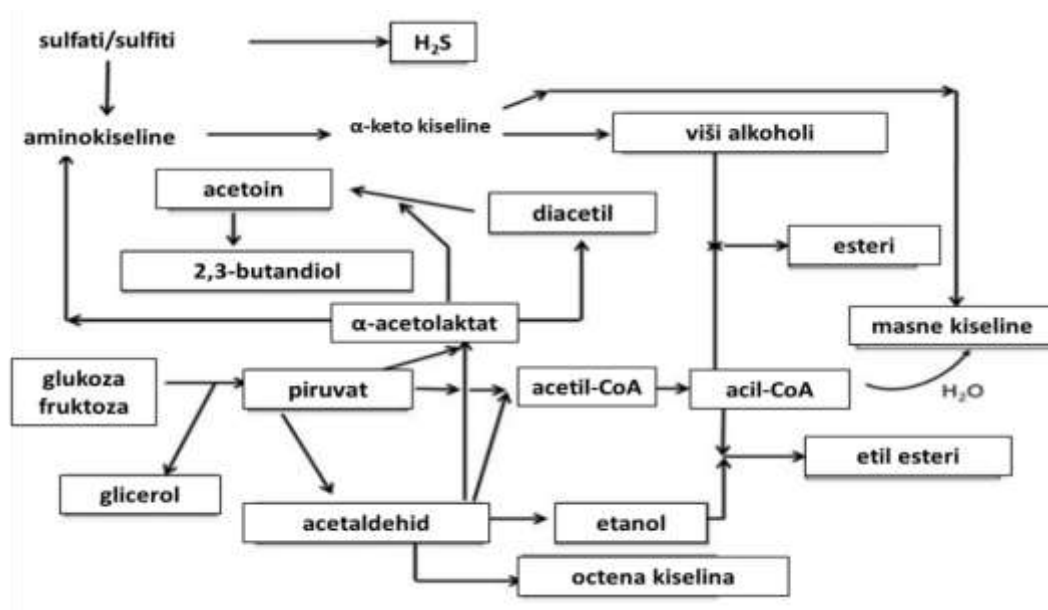 sulfati/sulfiti
H₂S
aminokiseline
α-keto kiseline
viši alkoholi
acetoin
diacetil
esteri
2,3-butandiol
α-acetolaktat
masne kiseline
glukoza
fruktoza
piruvat
acetil-CoA
acil-CoA
H₂O
etil esteri
glicerol
acetaldehid
etanol
octena kiselina